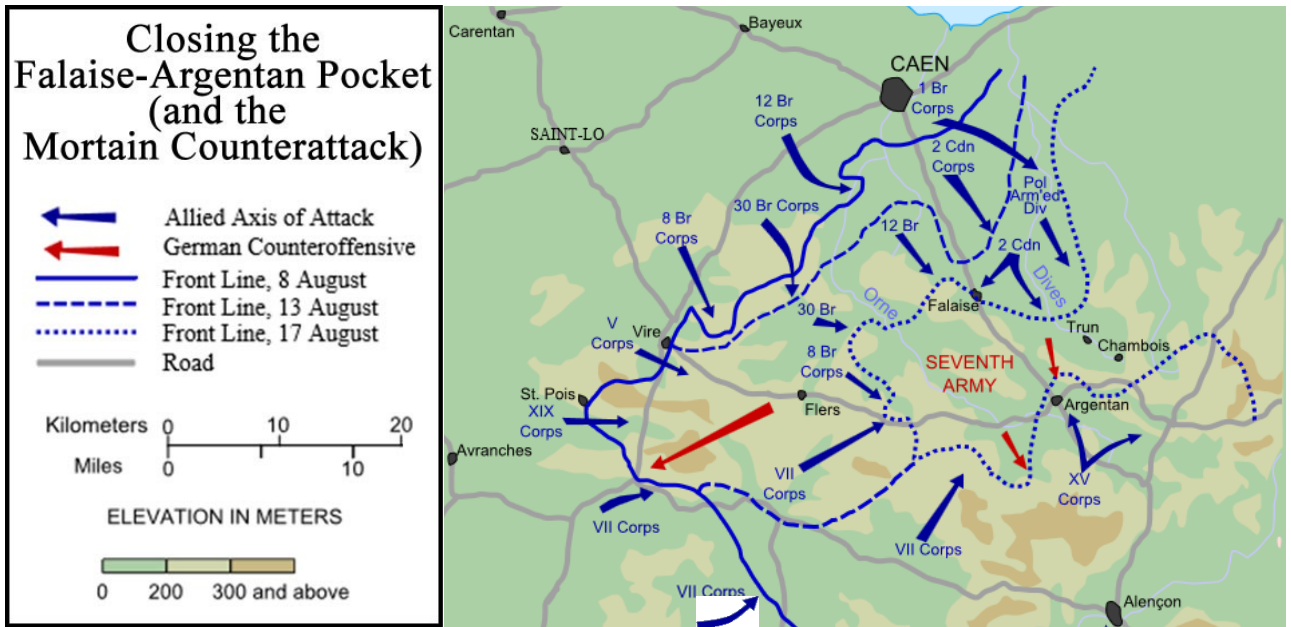 Closing the
Falaise-Argentan Pocket
(and the
Mortain Counterattack)
Allied Axis of Attack
German Counteroffensive
Front Line, 8 August
Front Line, 13 August
Front Line, 17 August
Road
Kilometers 0 10 20
Miles 0 10
ELEVATION IN METERS
0 200 300 and above
Carentan
Bayeux
CAEN
1 Br
Corps
12 Br
Corps
SAINT-LO
2 Cdn
Corps
Pol
Arm'ed
Div
30 Br Corps
8 Br
Corps
12 Br
2 Cdn
Dives
Orne
Falaise
30 Br
V
Corps
Vire
Trun
Chambois
8 Br
Corps
SEVENTH
ARMY
St. Pois
XIX
Corps
Flers
Argentan
Avranches
VII
Corps
XV
Corps
VII Corps
VII Corps
VII Corps
Alençon